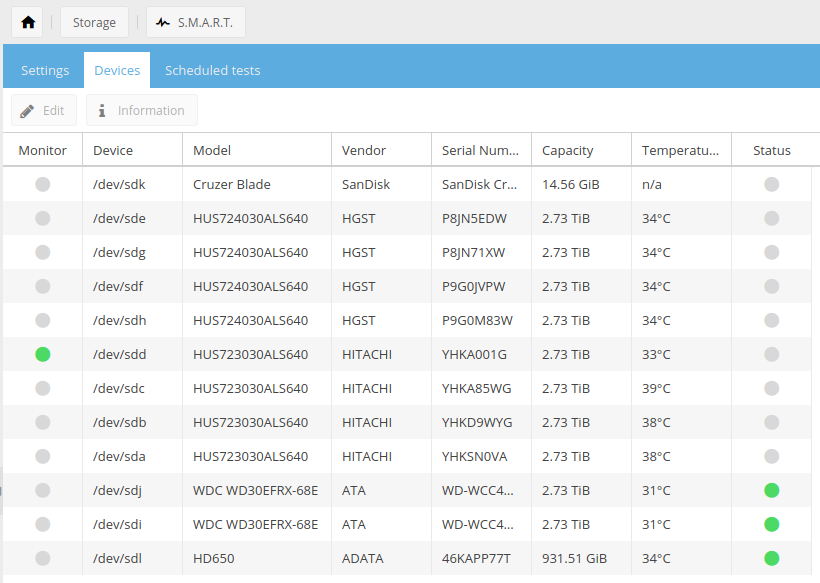 Storage S.M.A.R.T.
Settings Devices Scheduled tests
Edit Information
Monitor Device Model Vendor Serial Num... Capacity Temperatu... Status
/dev/sdk Cruzer Blade SanDisk SanDisk Cr... 14.56 GiB n/a
/dev/sde HUS724030ALS640 HGST P8JN5EDW 2.73 TiB 34°C
/dev/sdg HUS724030ALS640 HGST P8JN71XW 2.73 TiB 34°C
/dev/sdf HUS724030ALS640 HGST P9G0JVPW 2.73 TiB 34°C
/dev/sdh HUS724030ALS640 HGST P9G0M83W 2.73 TiB 34°C
/dev/sdd HUS723030ALS640 HITACHI YHKA001G 2.73 TiB 33°C
/dev/sdc HUS723030ALS640 HITACHI YHKA85WG 2.73 TiB 39°C
/dev/sdb HUS723030ALS640 HITACHI YHKD9WYG 2.73 TiB 38°C
/dev/sda HUS723030ALS640 HITACHI YHKSN0VA 2.73 TiB 38°C
/dev/sdj WDC WD30EFRX-68E ATA WD-WCC4... 2.73 TiB 31°C
/dev/sdi WDC WD30EFRX-68E ATA WD-WCC4... 2.73 TiB 31°C
/dev/sdl HD650 ADATA 46KAPP77T 931.51 GiB 34°C